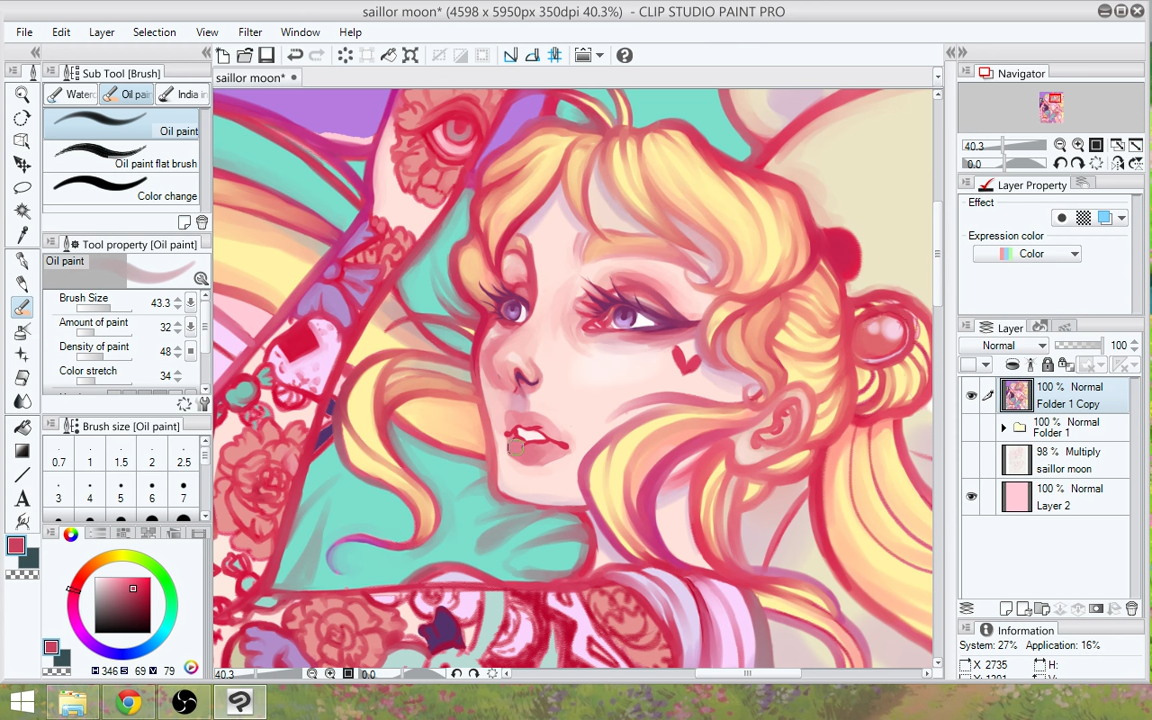 saillor moon* (4598 x 5950px 350dpi 40.3%) - CLIP STUDIO PAINT PRO
File Edit Layer Selection View Filter Window Help
Sub Tool [Brush]
saillor moon*
Navigator
Waterc Oil pain India in
Oil paint
Oil paint flat brush
Color change
40.3
0.0
Layer Property
Effect
Expression color
Color
Tool property [Oil paint]
Oil paint
Brush Size 43.3
Amount of paint 32
Density of paint 48
Color stretch 34
Layer
Normal 100
100 % Normal
Folder 1 Copy
100 % Normal
Folder 1
98 % Multiply
saillor moon
100 % Normal
Layer 2
Brush size [Oil paint]
0.7 1 1.5 2 2.5
3 4 5 6 7
A
H 346 S 69 V 79
40.3 0.0
Information
System: 27% Application: 16%
X 2735 H: